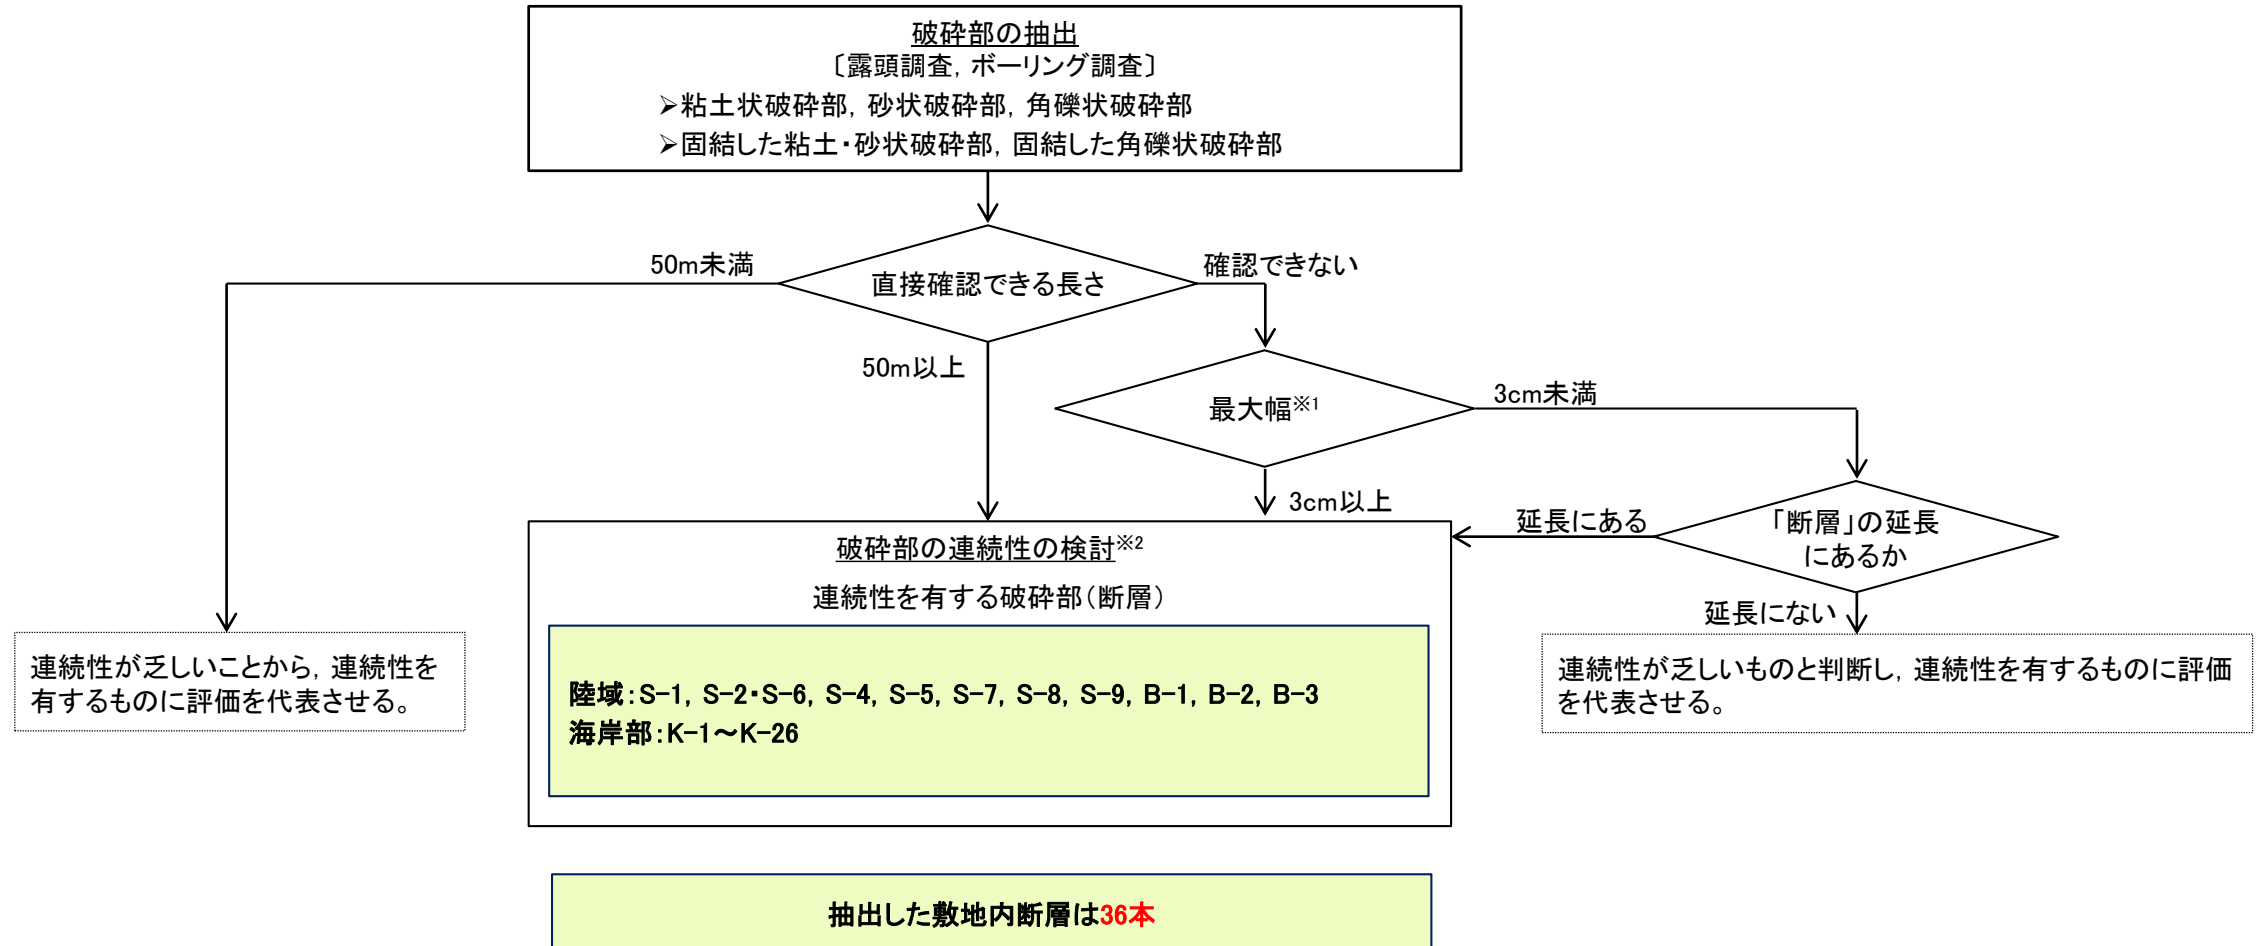 破砕部の抽出
〔露頭調査, ボーリング調査〕
➢粘土状破砕部, 砂状破砕部, 角礫状破砕部
➢固結した粘土・砂状破砕部, 固結した角礫状破砕部
50m未満
直接確認できる長さ
確認できない
50m以上
最大幅※1
3cm未満
3cm以上
「断層」の延長
にあるか
延長にある
延長にない
破砕部の連続性の検討※2
連続性を有する破砕部（断層）
陸域：S-1, S-2・S-6, S-4, S-5, S-7, S-8, S-9, B-1, B-2, B-3
海岸部：K-1～K-26
連続性が乏しいことから, 連続性を
有するものに評価を代表させる。
連続性が乏しいものと判断し, 連続性を有するものに評価
を代表させる。
抽出した敷地内断層は36本